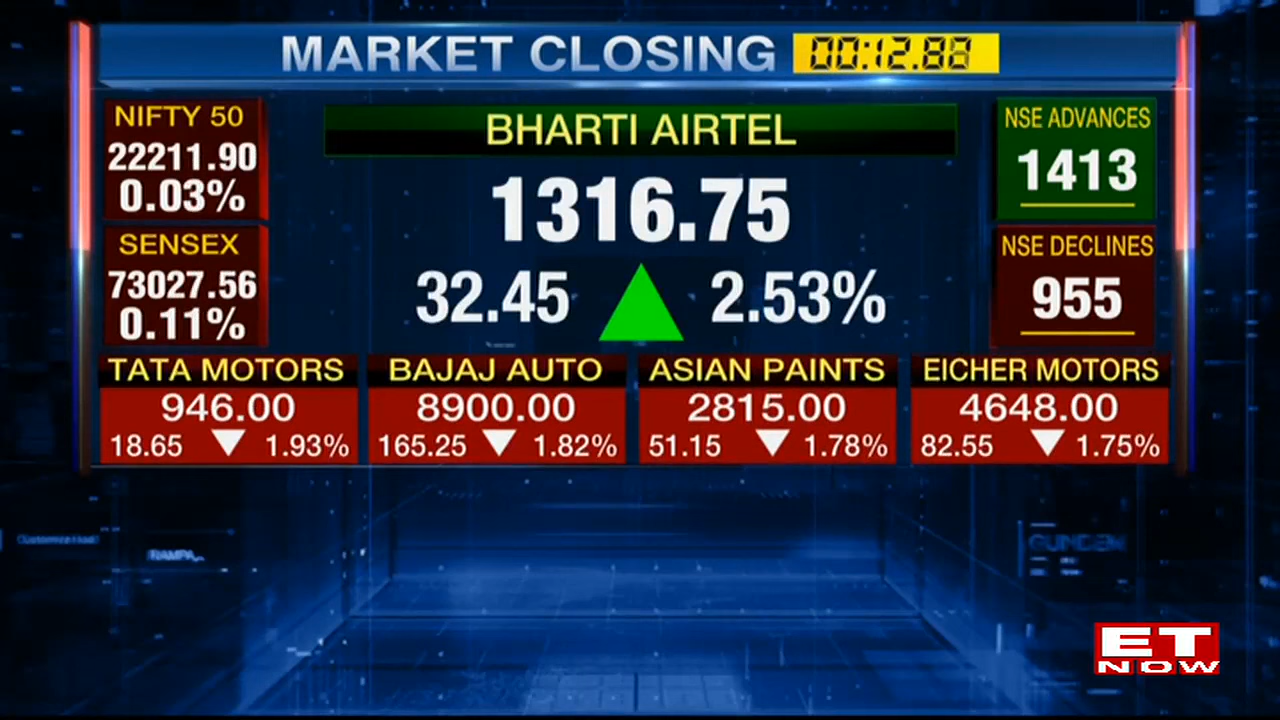 MARKET CLOSING 00:12.88
NIFTY 50
22211.90
0.03%
SENSEX
73027.56
0.11%
BHARTI AIRTEL
1316.75
32.45 2.53%
NSE ADVANCES
1413
NSE DECLINES
955
TATA MOTORS
946.00
18.65 1.93%
BAJAJ AUTO
8900.00
165.25 1.82%
ASIAN PAINTS
2815.00
51.15 1.78%
EICHER MOTORS
4648.00
82.55 1.75%
ET
NOW